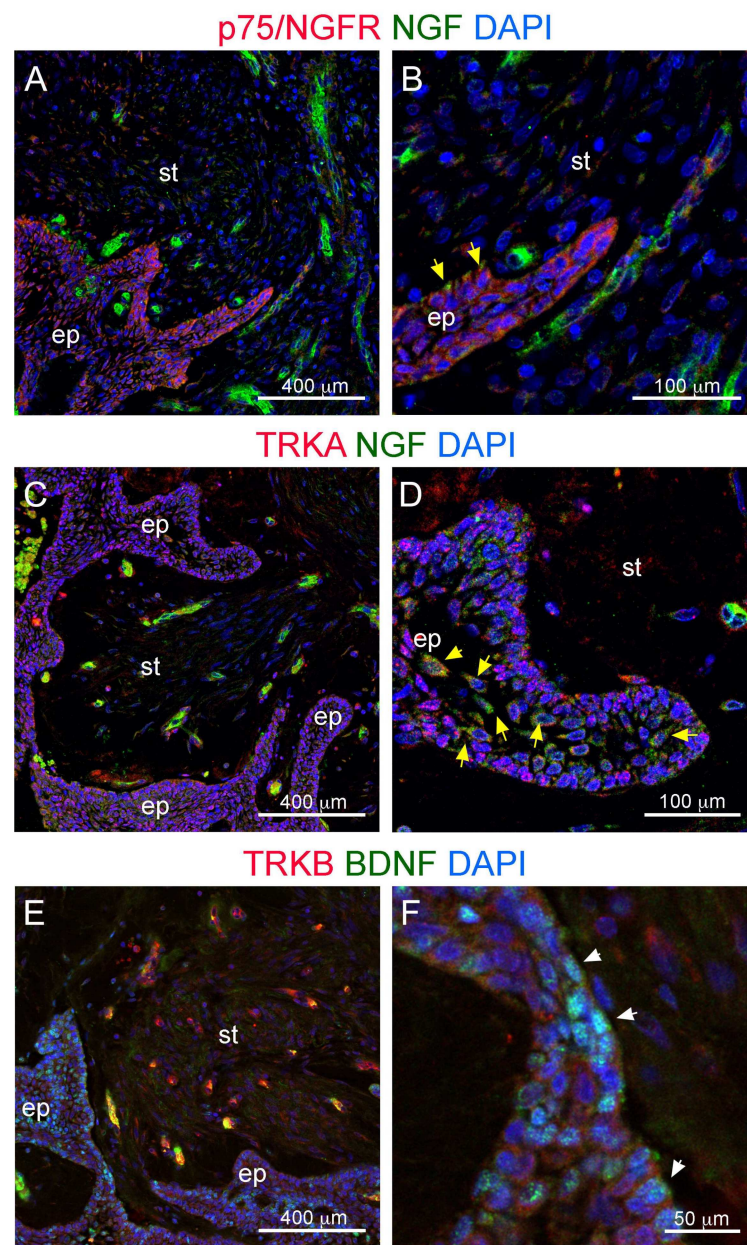 p75/NGFR NGF DAPI
A
B
st
st
ep
ep
400 μm
100 μm
TRKA NGF DAPI
C
D
ep
st
ep
st
ep
ep
400 μm
100 μm
TRKB BDNF DAPI
E
F
st
ep
ep
400 μm
50 μm